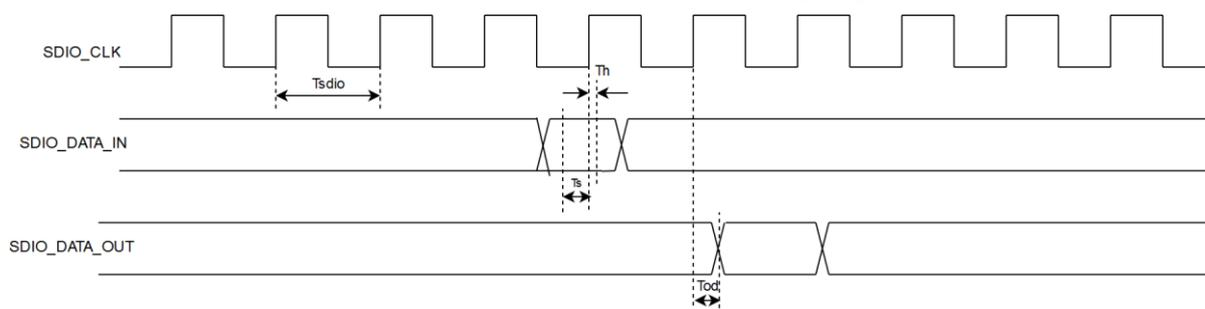 SDIO_CLK
Th
Tsdio
SDIO_DATA_IN
Ts
SDIO_DATA_OUT
Tod